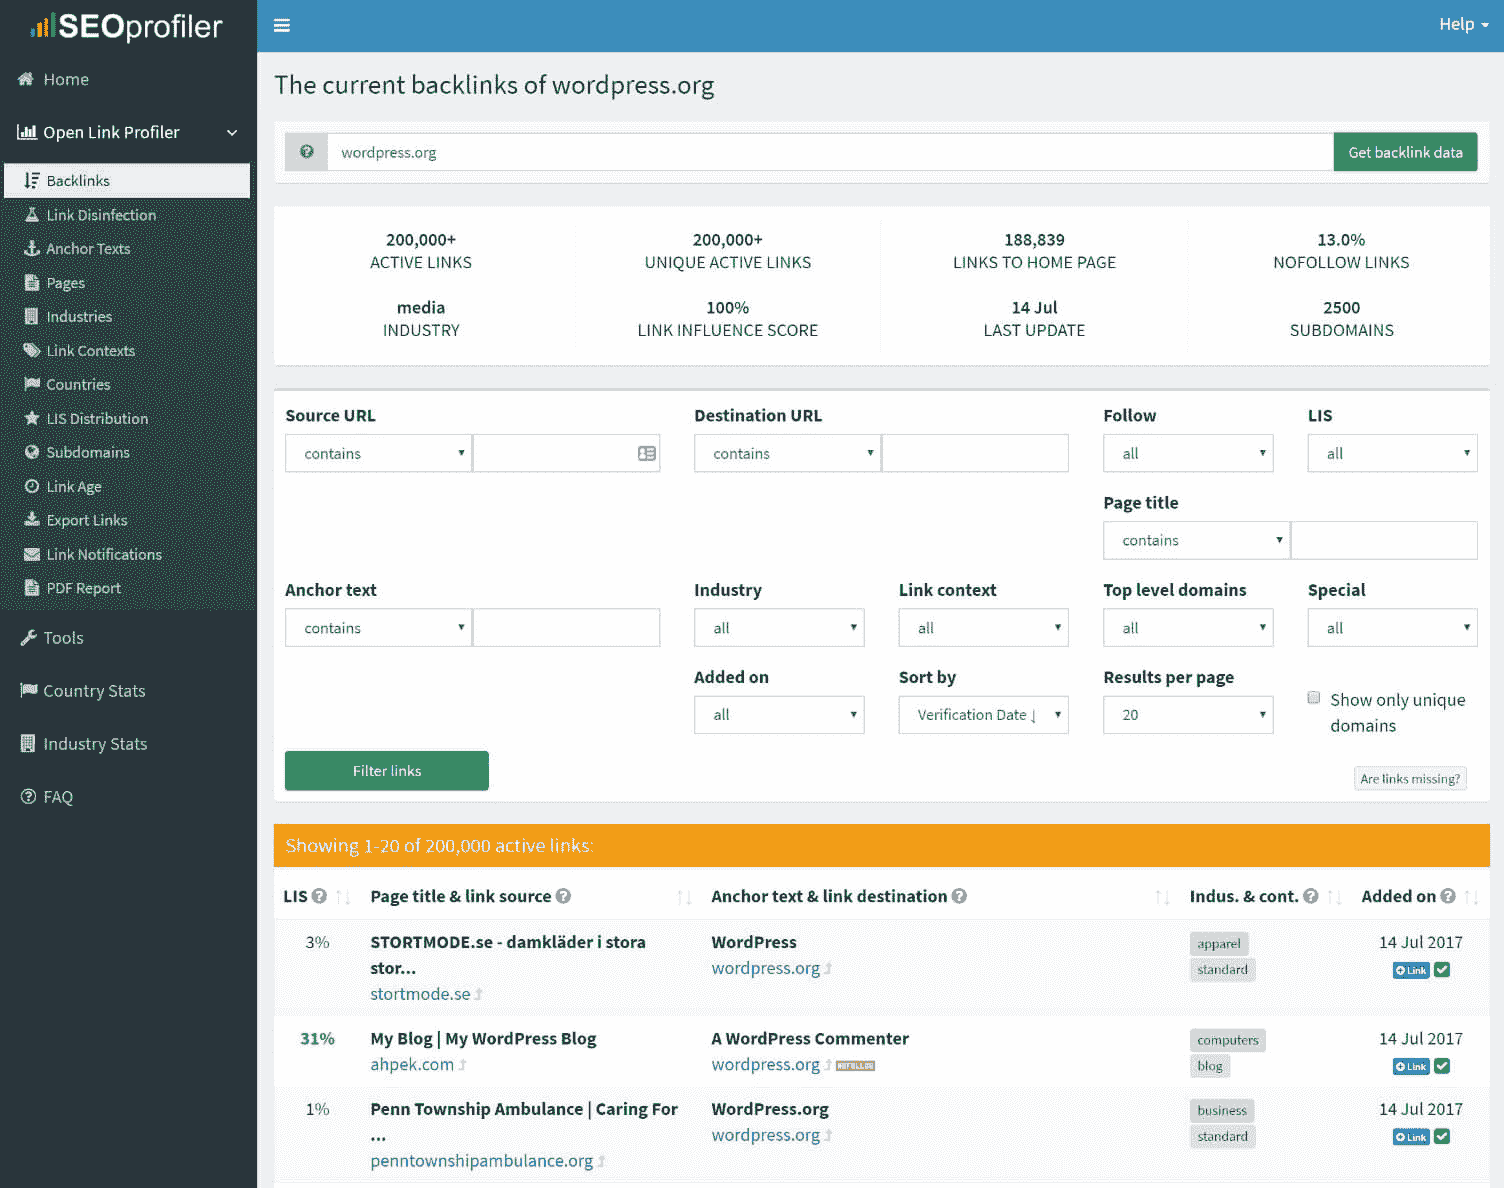 SEOprofiler
Help
Home
Open Link Profiler
Backlinks
Link Disinfection
Anchor Texts
Pages
Industries
Link Contexts
Countries
LIS Distribution
Subdomains
Link Age
Export Links
Link Notifications
PDF Report
Tools
Country Stats
Industry Stats
FAQ
The current backlinks of wordpress.org
wordpress.org
Get backlink data
200,000+ 200,000+ 188,839 13.0%
ACTIVE LINKS UNIQUE ACTIVE LINKS LINKS TO HOME PAGE NOFOLLOW LINKS
media 100% 14 Jul 2500
INDUSTRY LINK INFLUENCE SCORE LAST UPDATE SUBDOMAINS
Source URL Destination URL Follow LIS
contains contains all all
Page title
contains
Anchor text Industry Link context Top level domains Special
contains all all all all
Added on Sort by Results per page
all Verification Date ↓ 20 Show only unique
domains
Filter links
Are links missing?
Showing 1-20 of 200,000 active links:
LIS Page title & link source Anchor text & link destination Indus. & cont. Added on
3% STORTMODE.se - damkläder i stora WordPress apparel 14 Jul 2017
stor... wordpress.org standard Link
stortmode.se
31% My Blog | My WordPress Blog A WordPress Commenter computers 14 Jul 2017
ahpek.com wordpress.org NOFOLLOW blog Link
1% Penn Township Ambulance | Caring For WordPress.org business 14 Jul 2017
... wordpress.org standard Link
penntownshipambulance.org